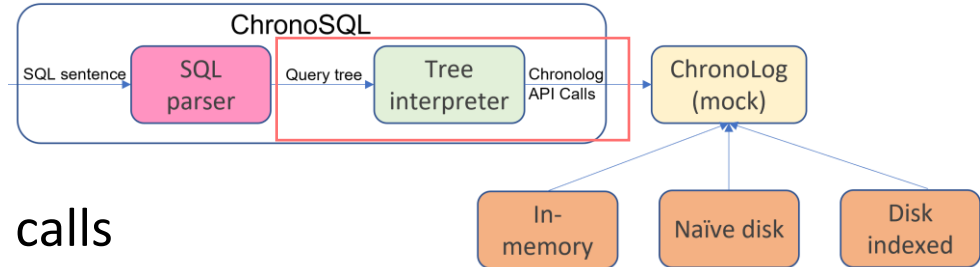 ChronoSQL
SQL sentence
SQL
parser
Query tree
Tree
interpreter
Chronolog
API Calls
ChronoLog
(mock)
In-
memory
Naïve disk
Disk
indexed
calls